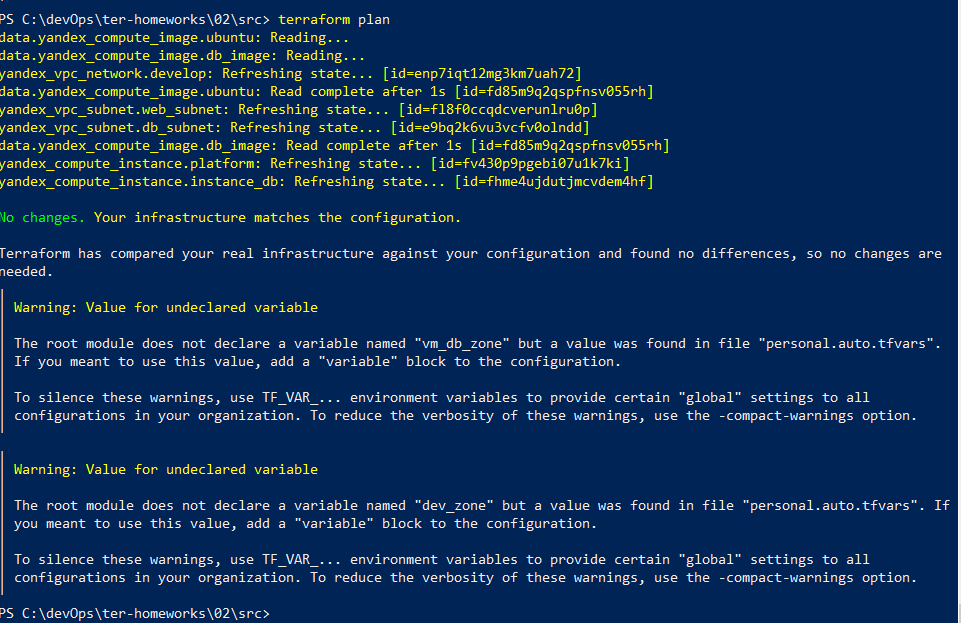 PS C:\devOps\ter-homeworks\02\src> terraform plan
data.yandex_compute_image.ubuntu: Reading...
data.yandex_compute_image.db_image: Reading...
yandex_vpc_network.develop: Refreshing state... [id=enp7iqt12mg3km7uah72]
data.yandex_compute_image.ubuntu: Read complete after 1s [id=fd85m9q2qspfnsv055rh]
yandex_vpc_subnet.web_subnet: Refreshing state... [id=fl8f0ccqdcverunlru0p]
yandex_vpc_subnet.db_subnet: Refreshing state... [id=e9bq2k6vu3vcfv0olndd]
data.yandex_compute_image.db_image: Read complete after 1s [id=fd85m9q2qspfnsv055rh]
yandex_compute_instance.platform: Refreshing state... [id=fv430p9pgebi07u1k7ki]
yandex_compute_instance.instance_db: Refreshing state... [id=fhme4ujdutjmcvdem4hf]
No changes. Your infrastructure matches the configuration.
Terraform has compared your real infrastructure against your configuration and found no differences, so no changes are
needed.
Warning: Value for undeclared variable
The root module does not declare a variable named "vm_db_zone" but a value was found in file "personal.auto.tfvars".
If you meant to use this value, add a "variable" block to the configuration.
To silence these warnings, use TF_VAR_... environment variables to provide certain "global" settings to all
configurations in your organization. To reduce the verbosity of these warnings, use the -compact-warnings option.
Warning: Value for undeclared variable
The root module does not declare a variable named "dev_zone" but a value was found in file "personal.auto.tfvars". If
you meant to use this value, add a "variable" block to the configuration.
To silence these warnings, use TF_VAR_... environment variables to provide certain "global" settings to all
configurations in your organization. To reduce the verbosity of these warnings, use the -compact-warnings option.
PS C:\devOps\ter-homeworks\02\src>